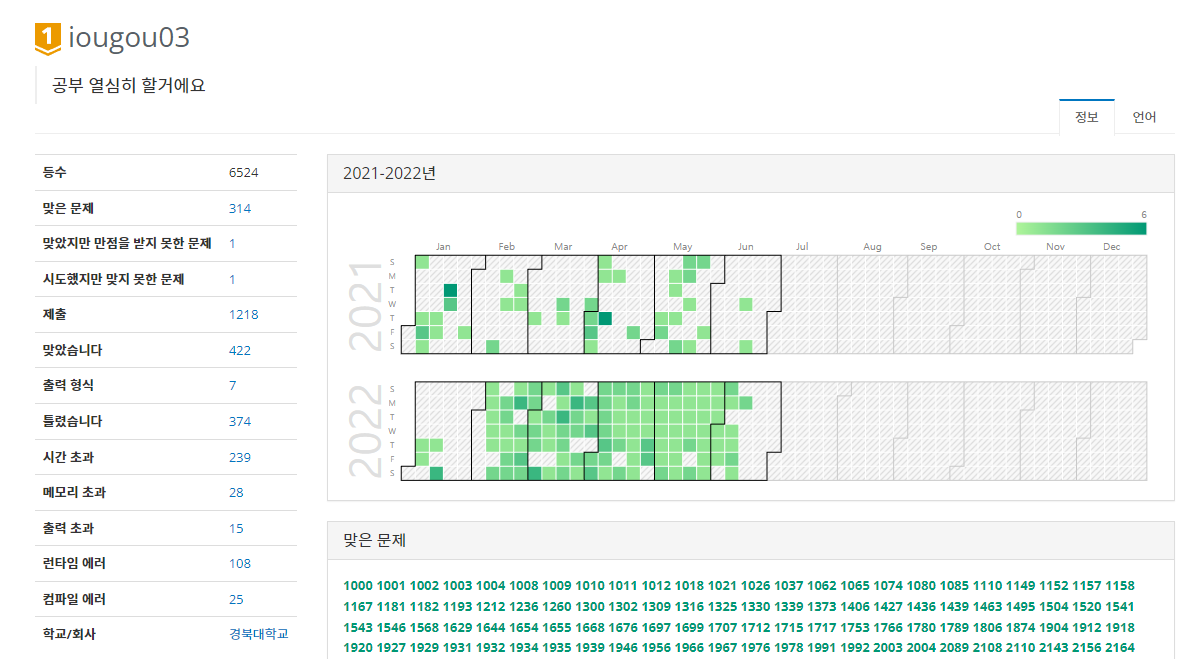 1 iougou03
공부 열심히 할거에요
정보 언어
등수 6524
맞은 문제 314
맞았지만 만점을 받지 못한 문제 1
시도했지만 맞지 못한 문제 1
제출 1218
맞았습니다 422
출력 형식 7
틀렸습니다 374
시간 초과 239
메모리 초과 28
출력 초과 15
런타임 에러 108
컴파일 에러 25
학교/회사 경북대학교
2021-2022년
0 6
Jan Feb Mar Apr May Jun Jul Aug Sep Oct Nov Dec
2021
S
M
T
W
T
F
S
2022
S
M
T
W
T
F
S
맞은 문제
1000 1001 1002 1003 1004 1008 1009 1010 1011 1012 1018 1021 1026 1037 1062 1065 1074 1080 1085 1110 1149 1152 1157 1158
1167 1181 1182 1193 1212 1236 1260 1300 1302 1309 1316 1325 1330 1339 1373 1406 1427 1436 1439 1463 1495 1504 1520 1541
1543 1546 1568 1629 1644 1654 1655 1668 1676 1697 1699 1707 1712 1715 1717 1753 1766 1780 1789 1806 1874 1904 1912 1918
1920 1927 1929 1931 1932 1934 1935 1939 1946 1956 1966 1967 1976 1978 1991 1992 2003 2004 2089 2108 2110 2143 2156 2164